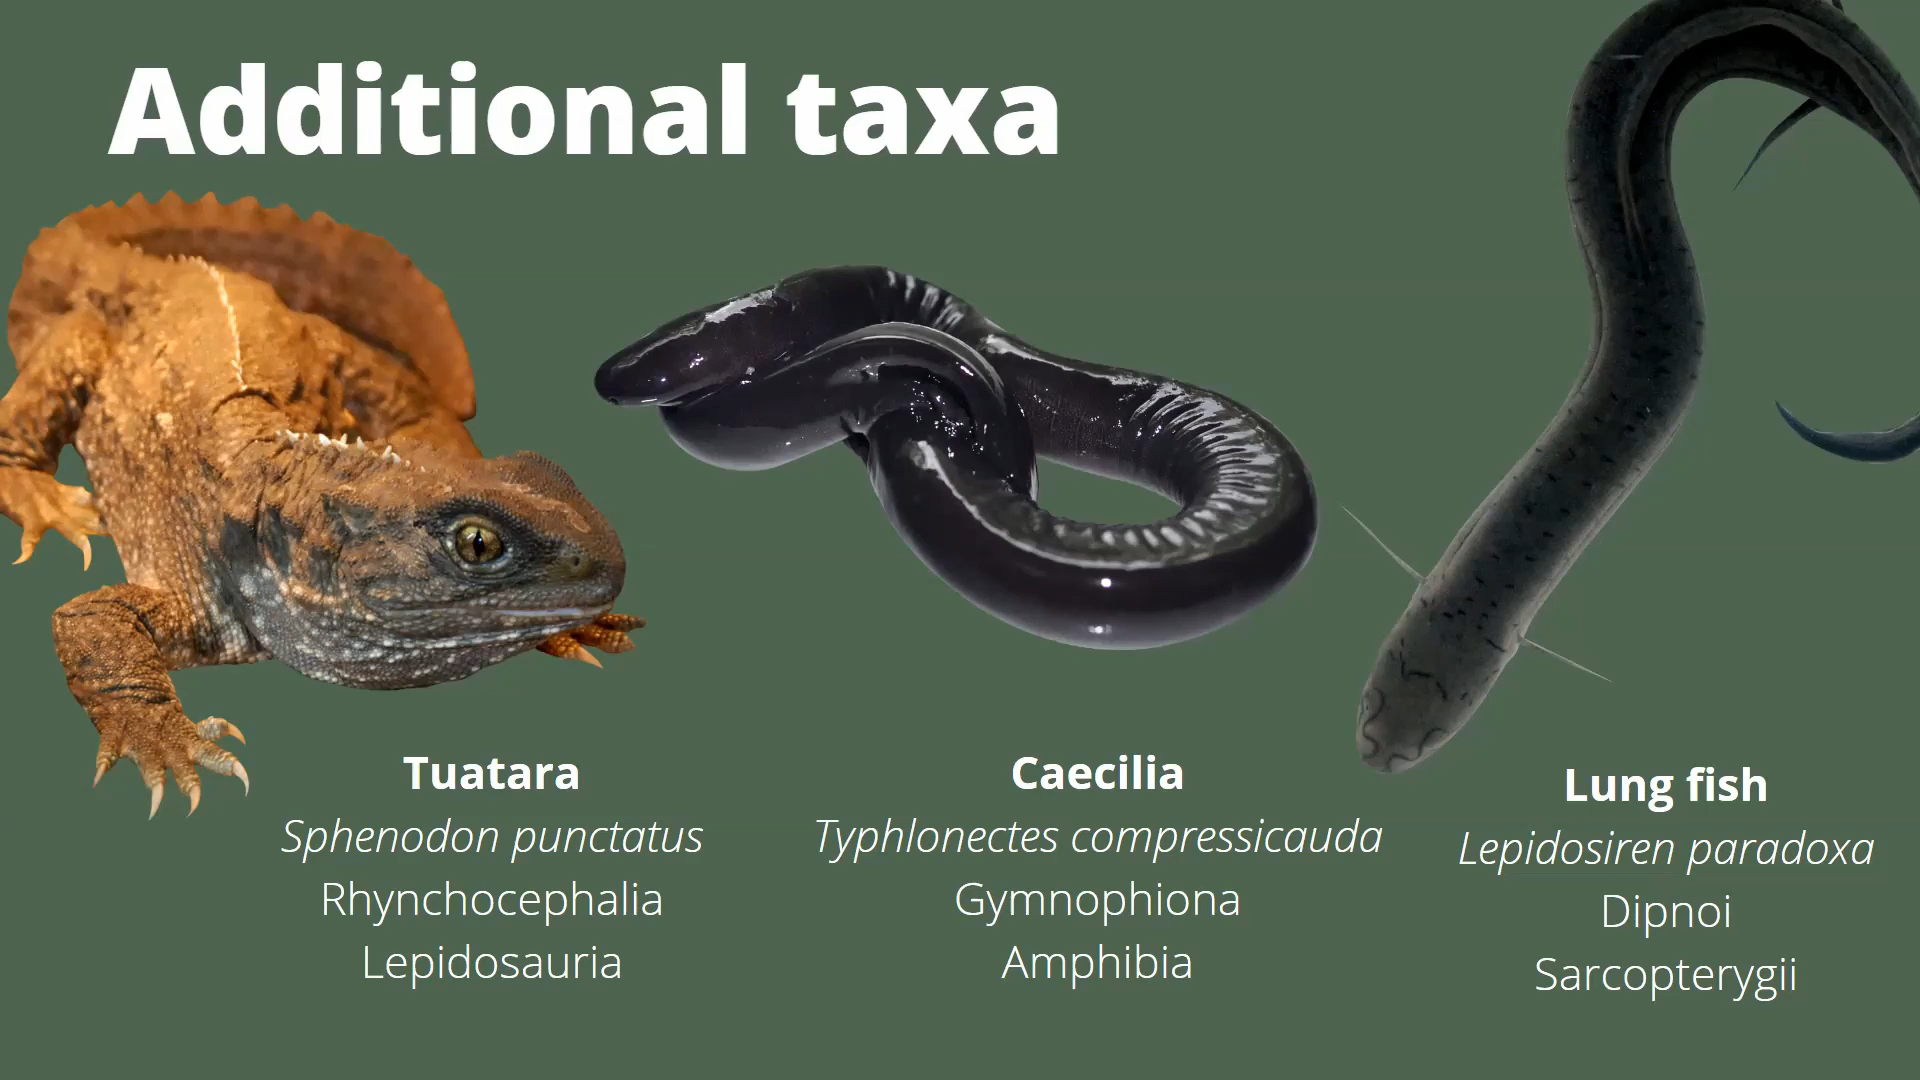 Additional taxa
Tuatara
Sphenodon punctatus
Rhynchocephalia
Lepidosauria
Caecilia
Typhlonectes compressicauda
Gymnophiona
Amphibia
Lung fish
Lepidosiren paradoxa
Dipnoi
Sarcopterygii